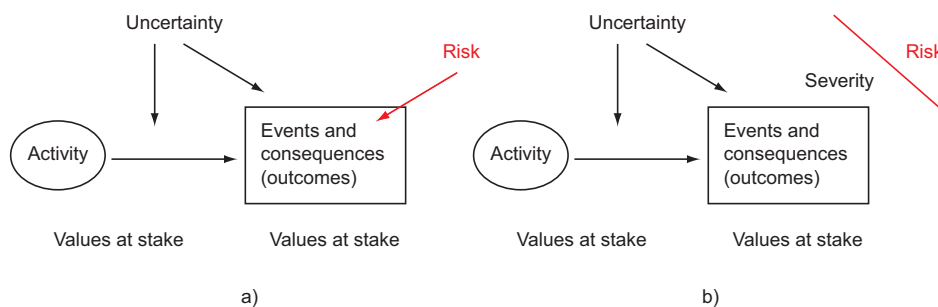 Uncertainty
Risk
Activity
Events and
consequences
(outcomes)
Values at stake
Values at stake
a)
Uncertainty
Risk
Severity
Activity
Events and
consequences
(outcomes)
Values at stake
Values at stake
b)